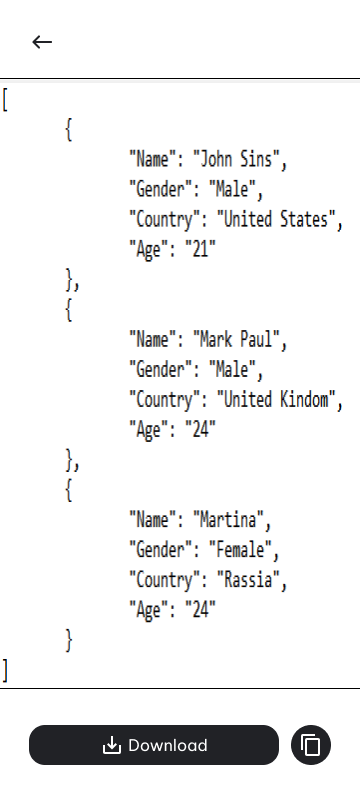 [
{
"Name": "John Sins",
"Gender": "Male",
"Country": "United States",
"Age": "21"
},
{
"Name": "Mark Paul",
"Gender": "Male",
"Country": "United Kindom",
"Age": "24"
},
{
"Name": "Martina",
"Gender": "Female",
"Country": "Rassia",
"Age": "24"
}
]
Download